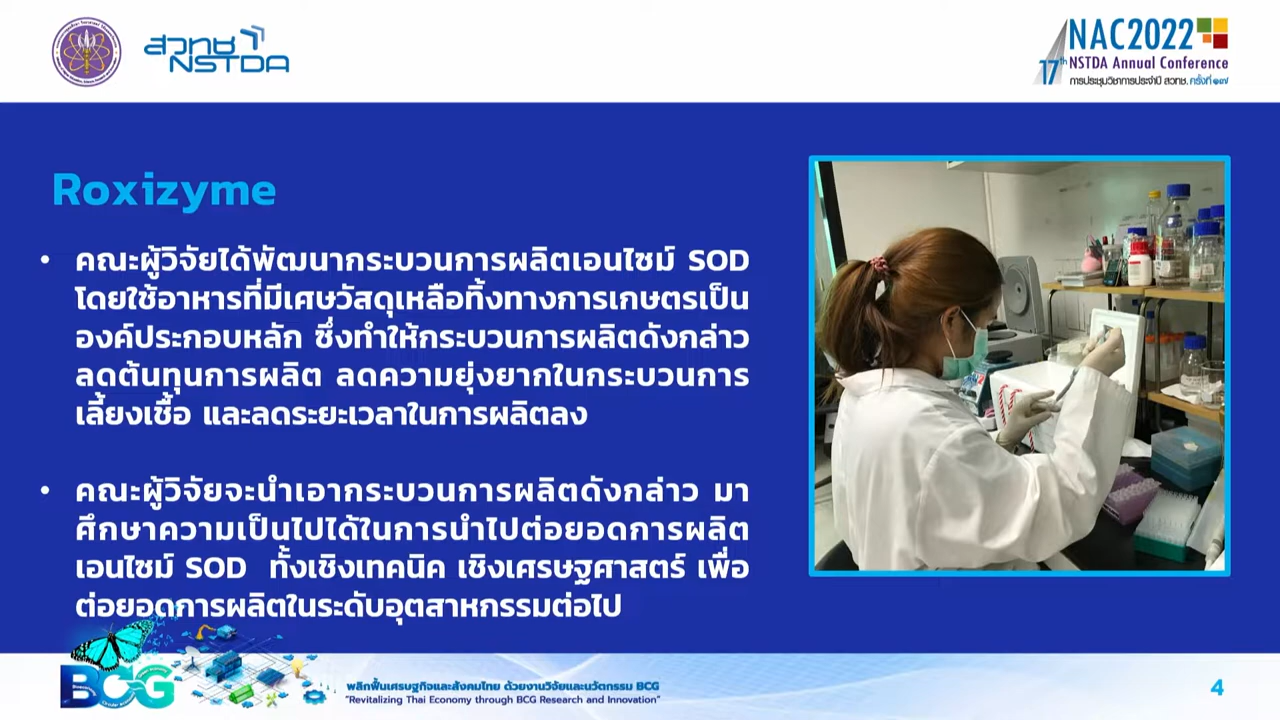 สวทช
NSTDA
NAC2022
17th NSTDA Annual Conference
การประชุมวิชาการประจำปี สวทช. ครั้งที่ ๑๗
Roxizyme
• คณะผู้วิจัยได้พัฒนากระบวนการผลิตเอนไซม์ SOD
โดยใช้อาหารที่มีเศษวัสดุเหลือทิ้งทางการเกษตรเป็น
องค์ประกอบหลัก ซึ่งทำให้กระบวนการผลิตดังกล่าว
ลดต้นทุนการผลิต ลดความยุ่งยากในกระบวนการ
เลี้ยงเชื้อ และลดระยะเวลาในการผลิตลง
• คณะผู้วิจัยจะนำเอากระบวนการผลิตดังกล่าว มา
ศึกษาความเป็นไปได้ในการนำไปต่อยอดการผลิต
เอนไซม์ SOD ทั้งเชิงเทคนิค เชิงเศรษฐศาสตร์ เพื่อ
ต่อยอดการผลิตในระดับอุตสาหกรรมต่อไป
BCG
พลิกฟื้นเศรษฐกิจและสังคมไทย ด้วยงานวิจัยและนวัตกรรม BCG
"Revitalizing Thai Economy through BCG Research and Innovation"
4